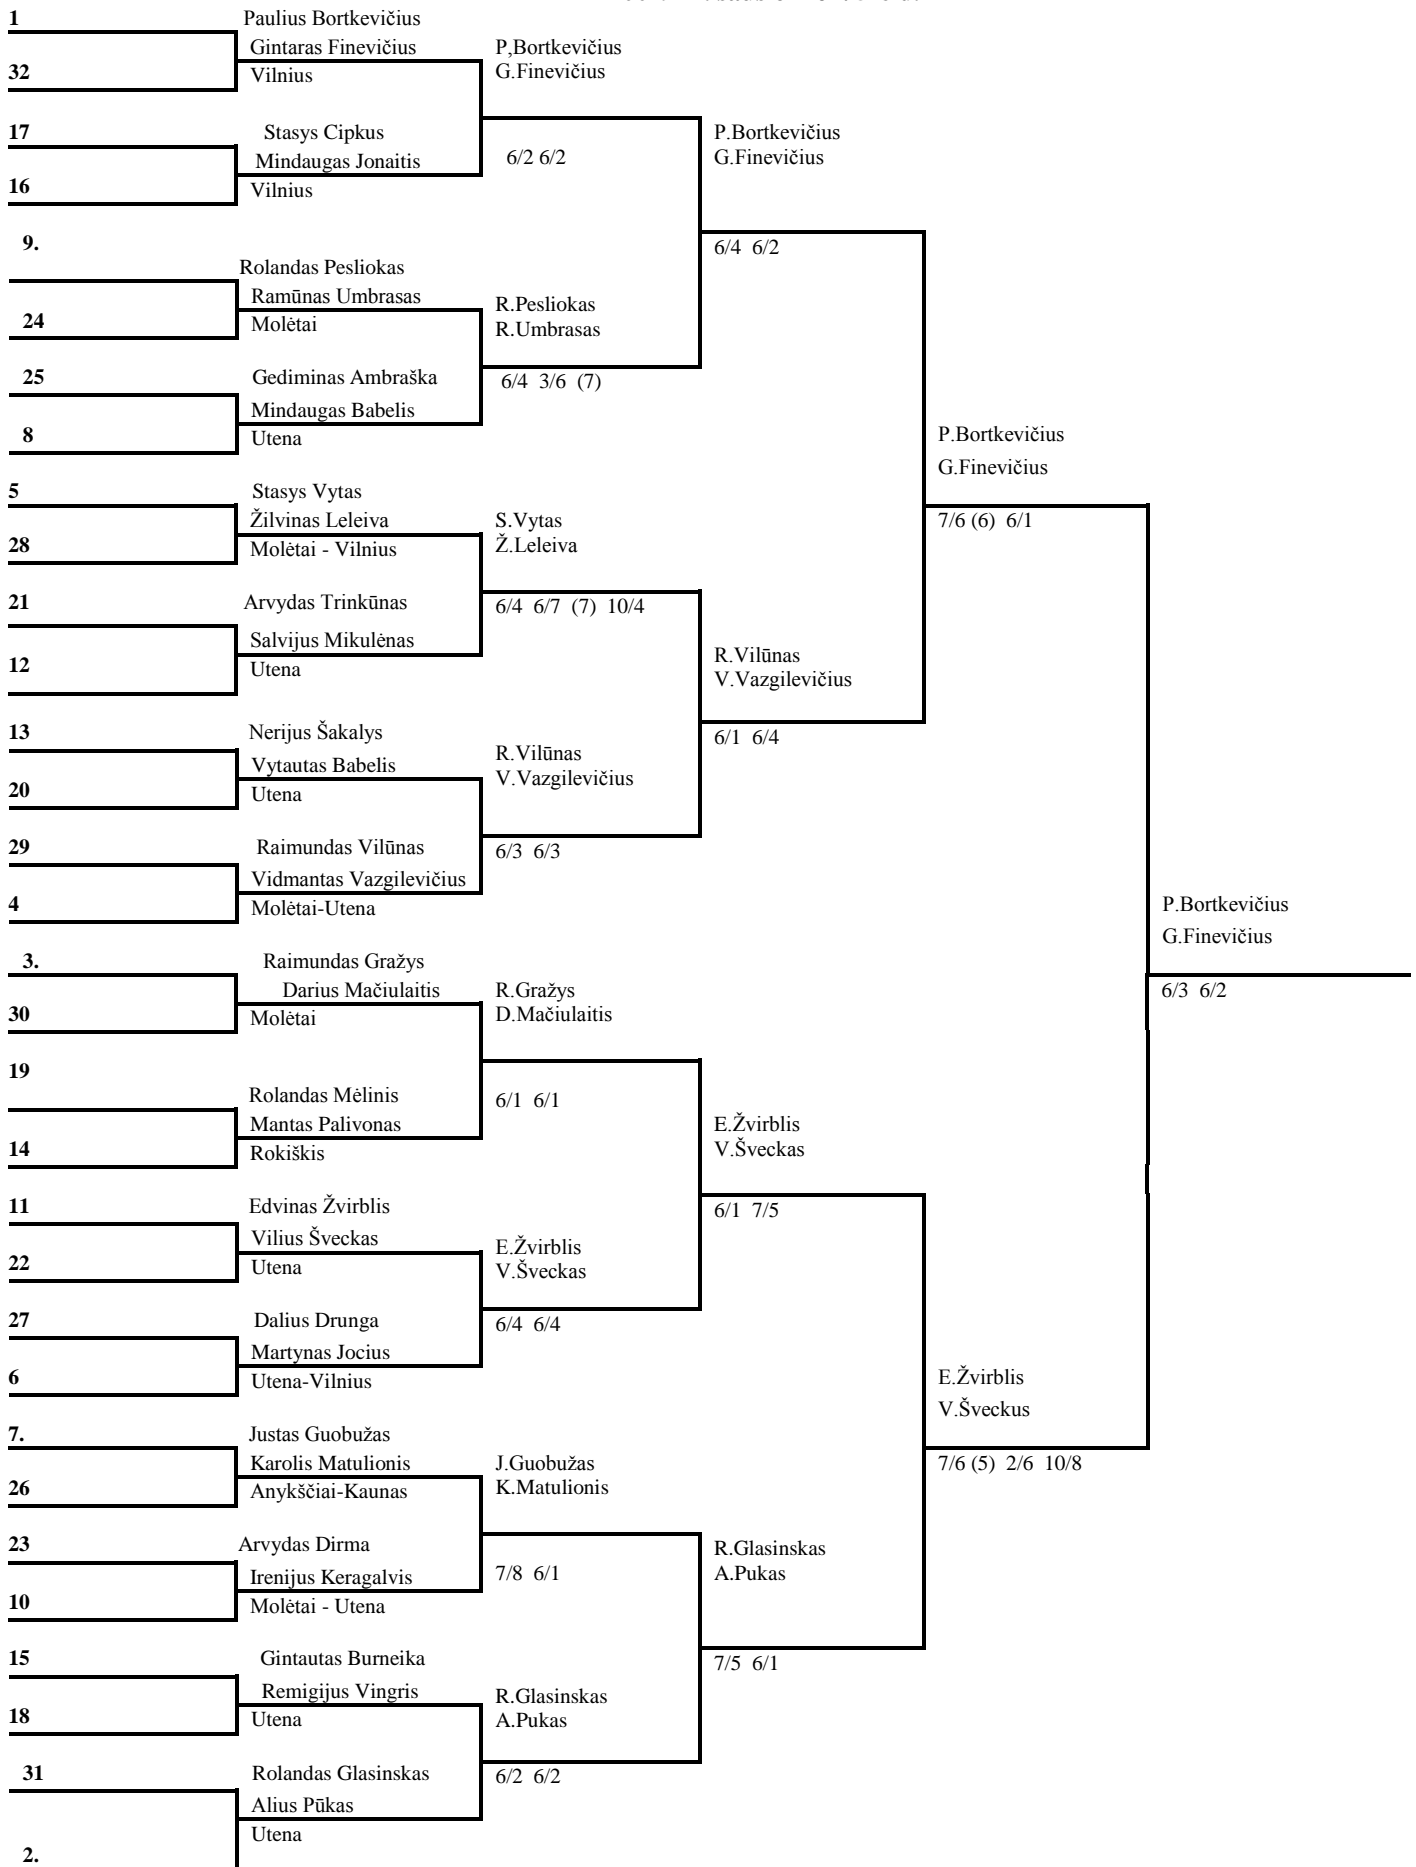 1
Paulius Bortkevičius
Gintaras Finevičius
P,Bortkevičius
32
Vilnius
G.Finevičius
17
Stasys Cipkus
P.Bortkevičius
Mindaugas Jonaitis
6/2 6/2
G.Finevičius
16
Vilnius
9.
6/4 6/2
Rolandas Pesliokas
Ramūnas Umbrasas
R.Pesliokas
24
Molėtai
R.Umbrasas
25
Gediminas Ambraška
6/4 3/6 (7)
Mindaugas Babelis
8
Utena
P.Bortkevičius
G.Finevičius
5
Stasys Vytas
Žilvinas Leleiva
S.Vytas
7/6 (6) 6/1
28
Molėtai - Vilnius
Ž.Leleiva
21
Arvydas Trinkūnas
6/4 6/7 (7) 10/4
Salvijus Mikulėnas
R.Vilūnas
12
Utena
V.Vazgilevičius
13
Nerijus Šakalys
6/1 6/4
Vytautas Babelis
R.Vilūnas
20
Utena
V.Vazgilevičius
29
Raimundas Vilūnas
6/3 6/3
Vidmantas Vazgilevičius
4
Molėtai-Utena
P.Bortkevičius
G.Finevičius
3.
Raimundas Gražys
Darius Mačiulaitis
R.Gražys
6/3 6/2
30
Molėtai
D.Mačiulaitis
19
Rolandas Mėlinis
6/1 6/1
Mantas Palivonas
E.Žvirblis
14
Rokiškis
V.Šveckas
11
Edvinas Žvirblis
6/1 7/5
Vilius Šveckas
E.Žvirblis
22
Utena
V.Šveckas
27
Dalius Drunga
6/4 6/4
Martynas Jocius
6
Utena-Vilnius
E.Žvirblis
V.Šveckus
7.
Justas Guobužas
Karolis Matulionis
J.Guobužas
7/6 (5) 2/6 10/8
26
Anykščiai-Kaunas
K.Matulionis
23
Arvydas Dirma
R.Glasinskas
Irenijus Keragalvis
7/8 6/1
A.Pukas
10
Molėtai - Utena
15
Gintautas Burneika
7/5 6/1
Remigijus Vingris
R.Glasinskas
18
Utena
A.Pukas
31
Rolandas Glasinskas
6/2 6/2
Alius Pūkas
Utena
2.